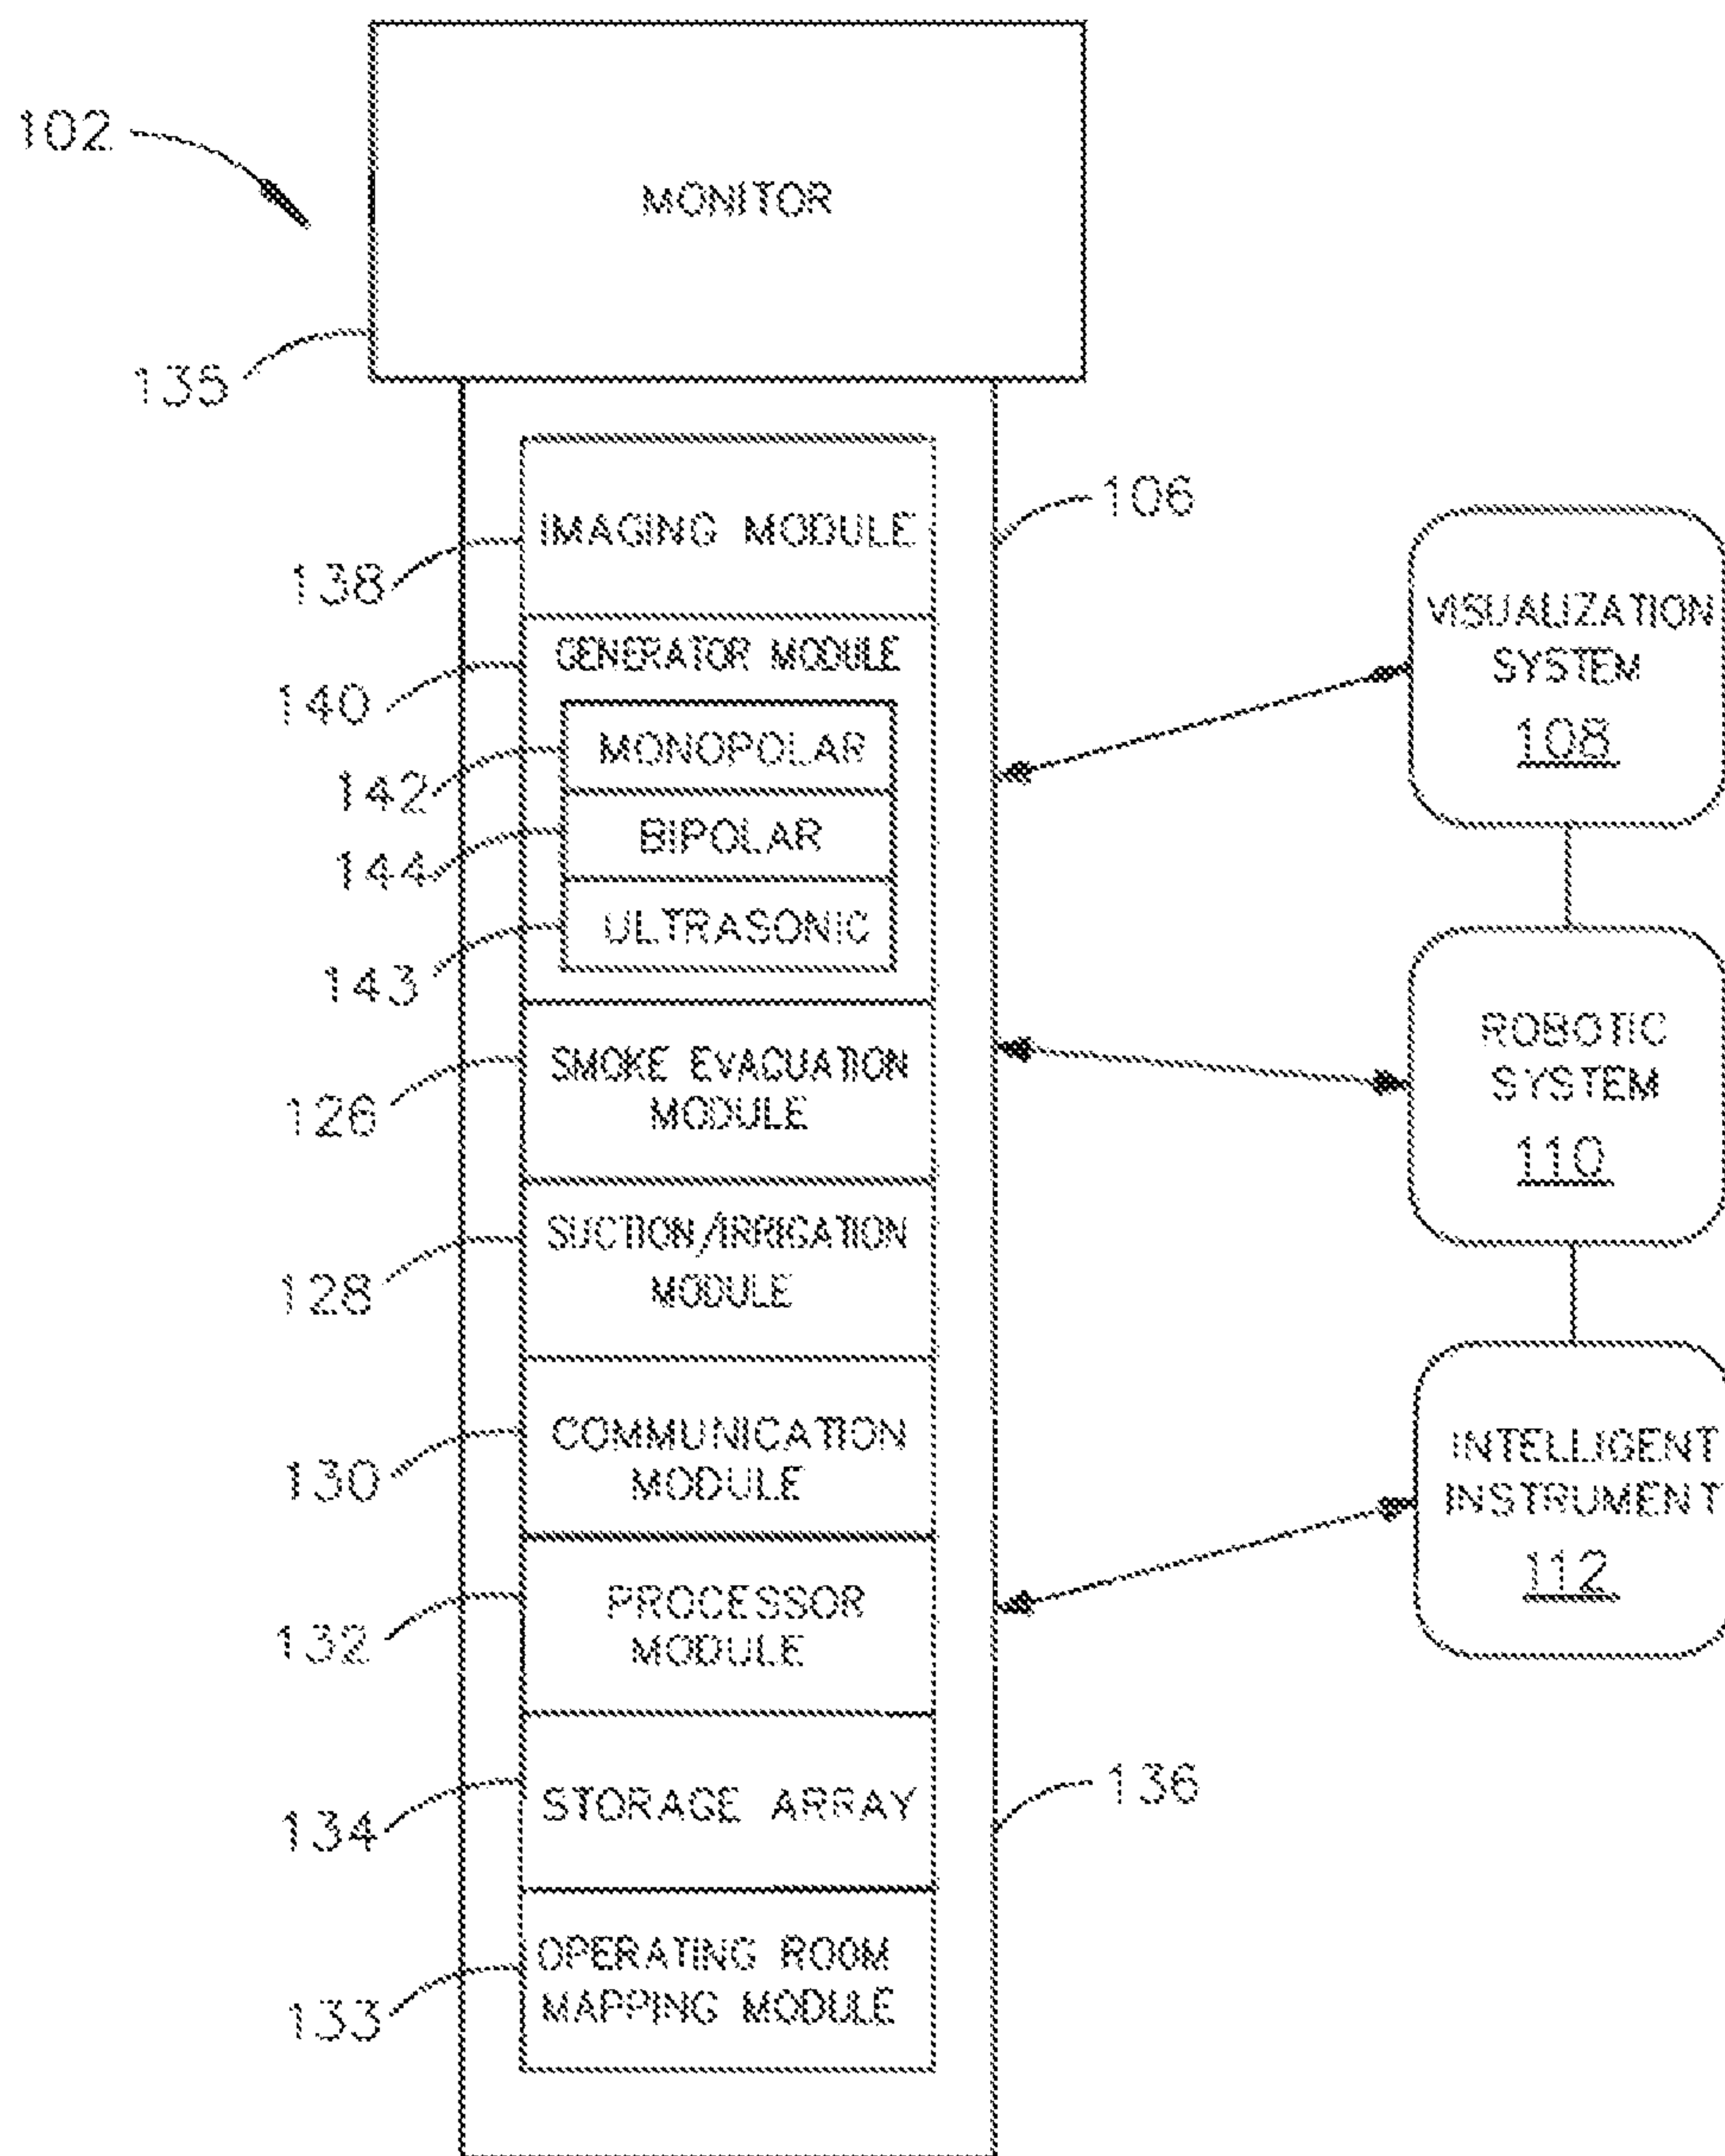 102
MONITOR
135
106
IMAGING MODULE
138
GENERATOR MODULE
140
MONOPOLAR
142
BIPOLAR
144
ULTRASONIC
143
SMOKE EVACUATION
MODULE
126
SUCTION/IRRIGATION
MODULE
128
COMMUNICATION
MODULE
130
PROCESSOR
MODULE
132
STORAGE ARRAY
134
136
OPERATING ROOM
MAPPING MODULE
133
VISUALIZATION
SYSTEM
108
ROBOTIC
SYSTEM
110
INTELLIGENT
INSTRUMENT
112